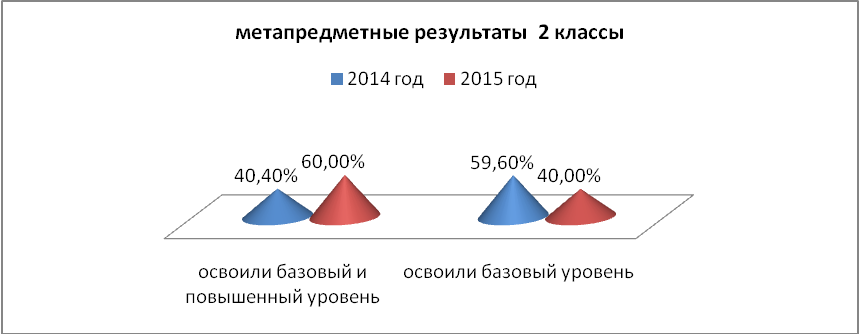 метапредметные результаты 2 классы
2014 год 2015 год
40,40%
60,00%
59,60%
40,00%
освоили базовый и
повышенный уровень
освоили базовый уровень